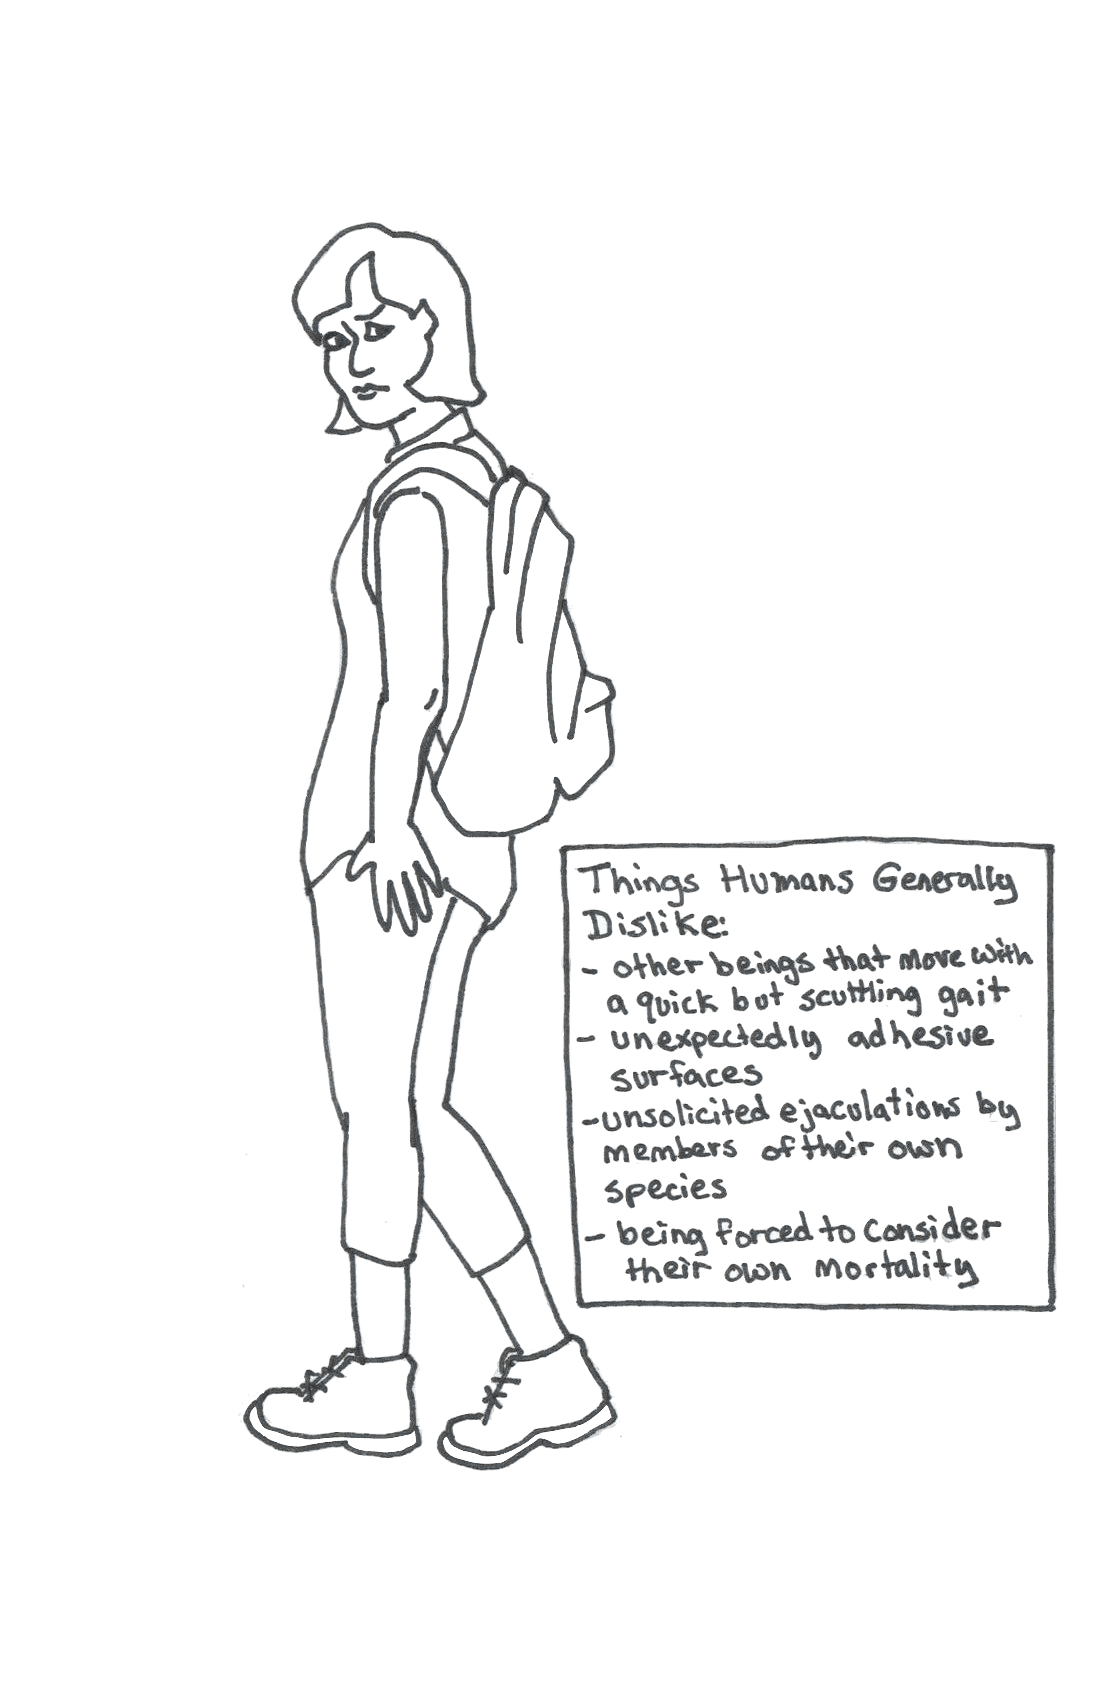 Things Humans Generally
Dislike:
- other beings that move with
a quick but scuttling gait
- unexpectedly adhesive
surfaces
- unsolicited ejaculations by
members of their own
species
- being forced to consider
their own mortality